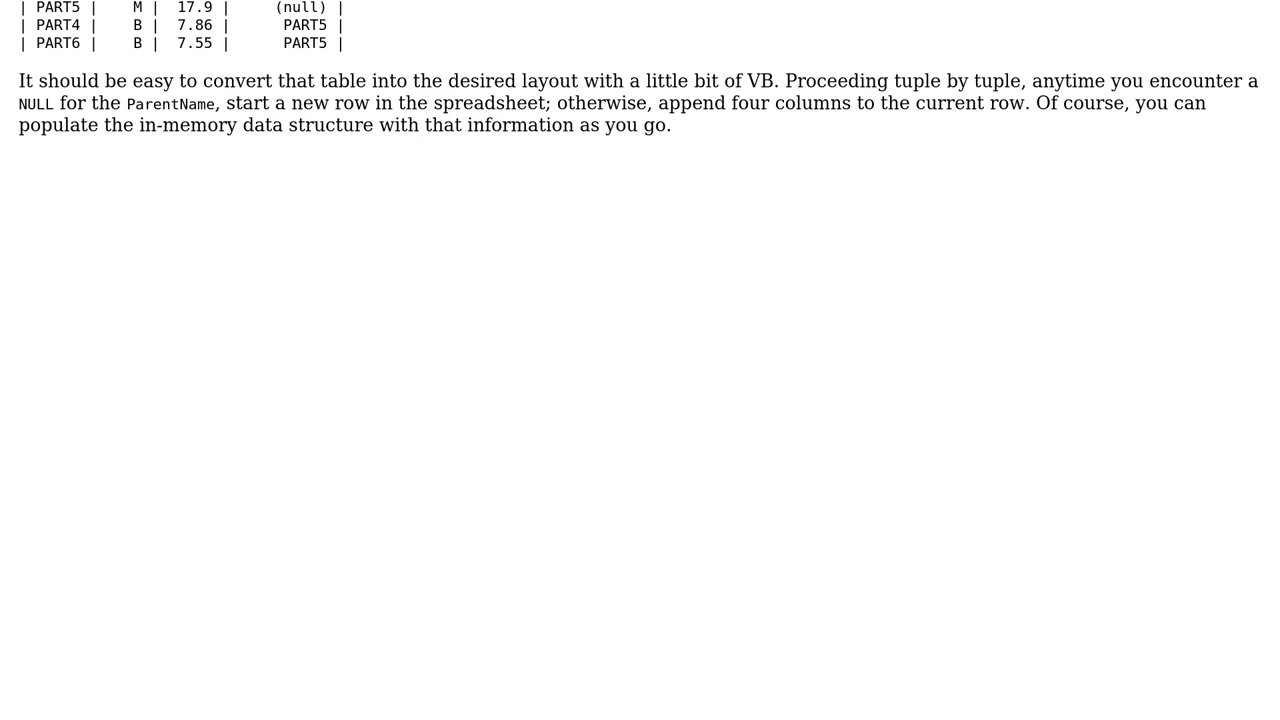 | PART5 |    M |  17.9 |     (null) |
| PART4 |    B |  7.86 |      PART5 |
| PART6 |    B |  7.55 |      PART5 |
It should be easy to convert that table into the desired layout with a little bit of VB. Proceeding tuple by tuple, anytime you encounter a
NULL for the ParentName, start a new row in the spreadsheet; otherwise, append four columns to the current row. Of course, you can
populate the in-memory data structure with that information as you go.